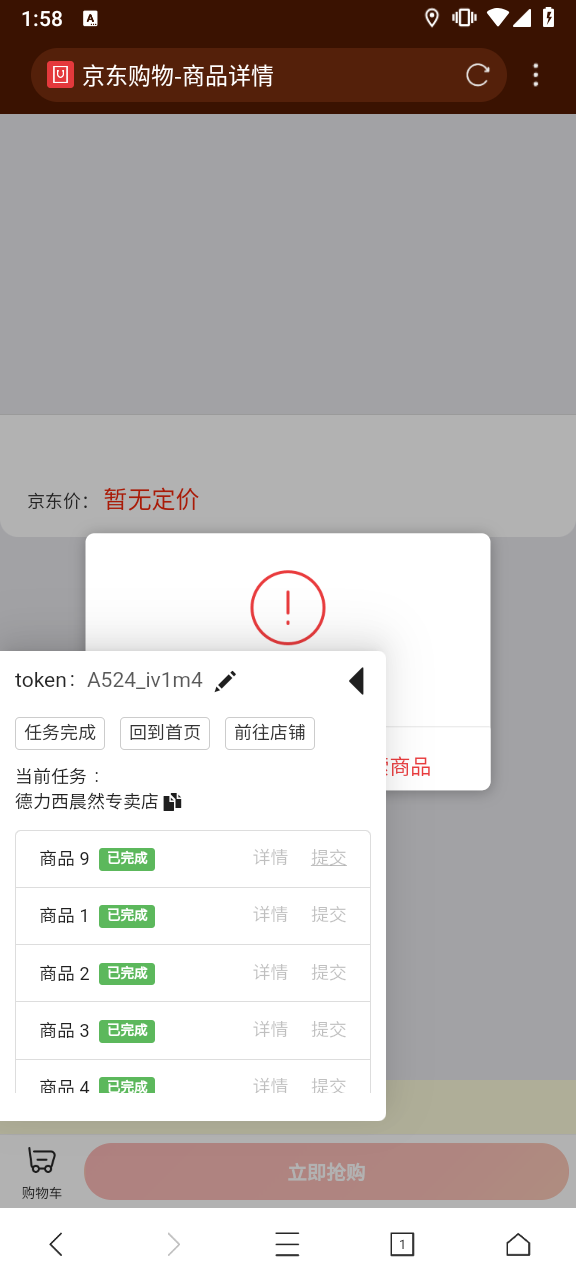 1:58
A
京东购物-商品详情
京东价： 暂无定价
token： A524_iv1m4
任务完成 回到首页 前往店铺
商品
当前任务：
德力西晨然专卖店
商品 9 已完成 详情 提交
商品 1 已完成 详情 提交
商品 2 已完成 详情 提交
商品 3 已完成 详情 提交
商品 4 已完成 详情 提交
购物车 立即抢购
1